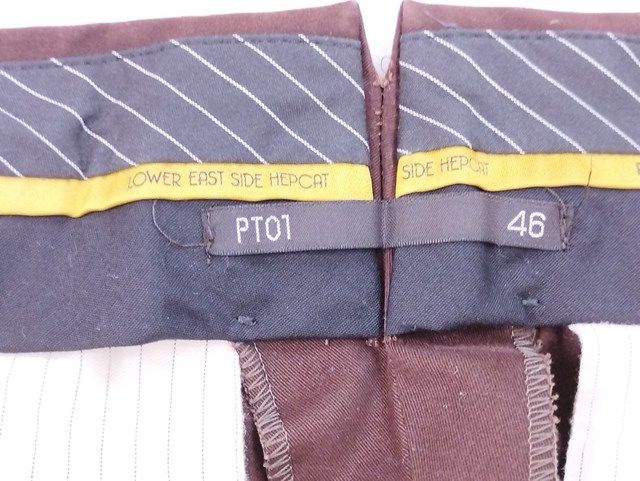 LOWER EAST SIDE HEPCAT
SIDE HEPCAT
PT01 46